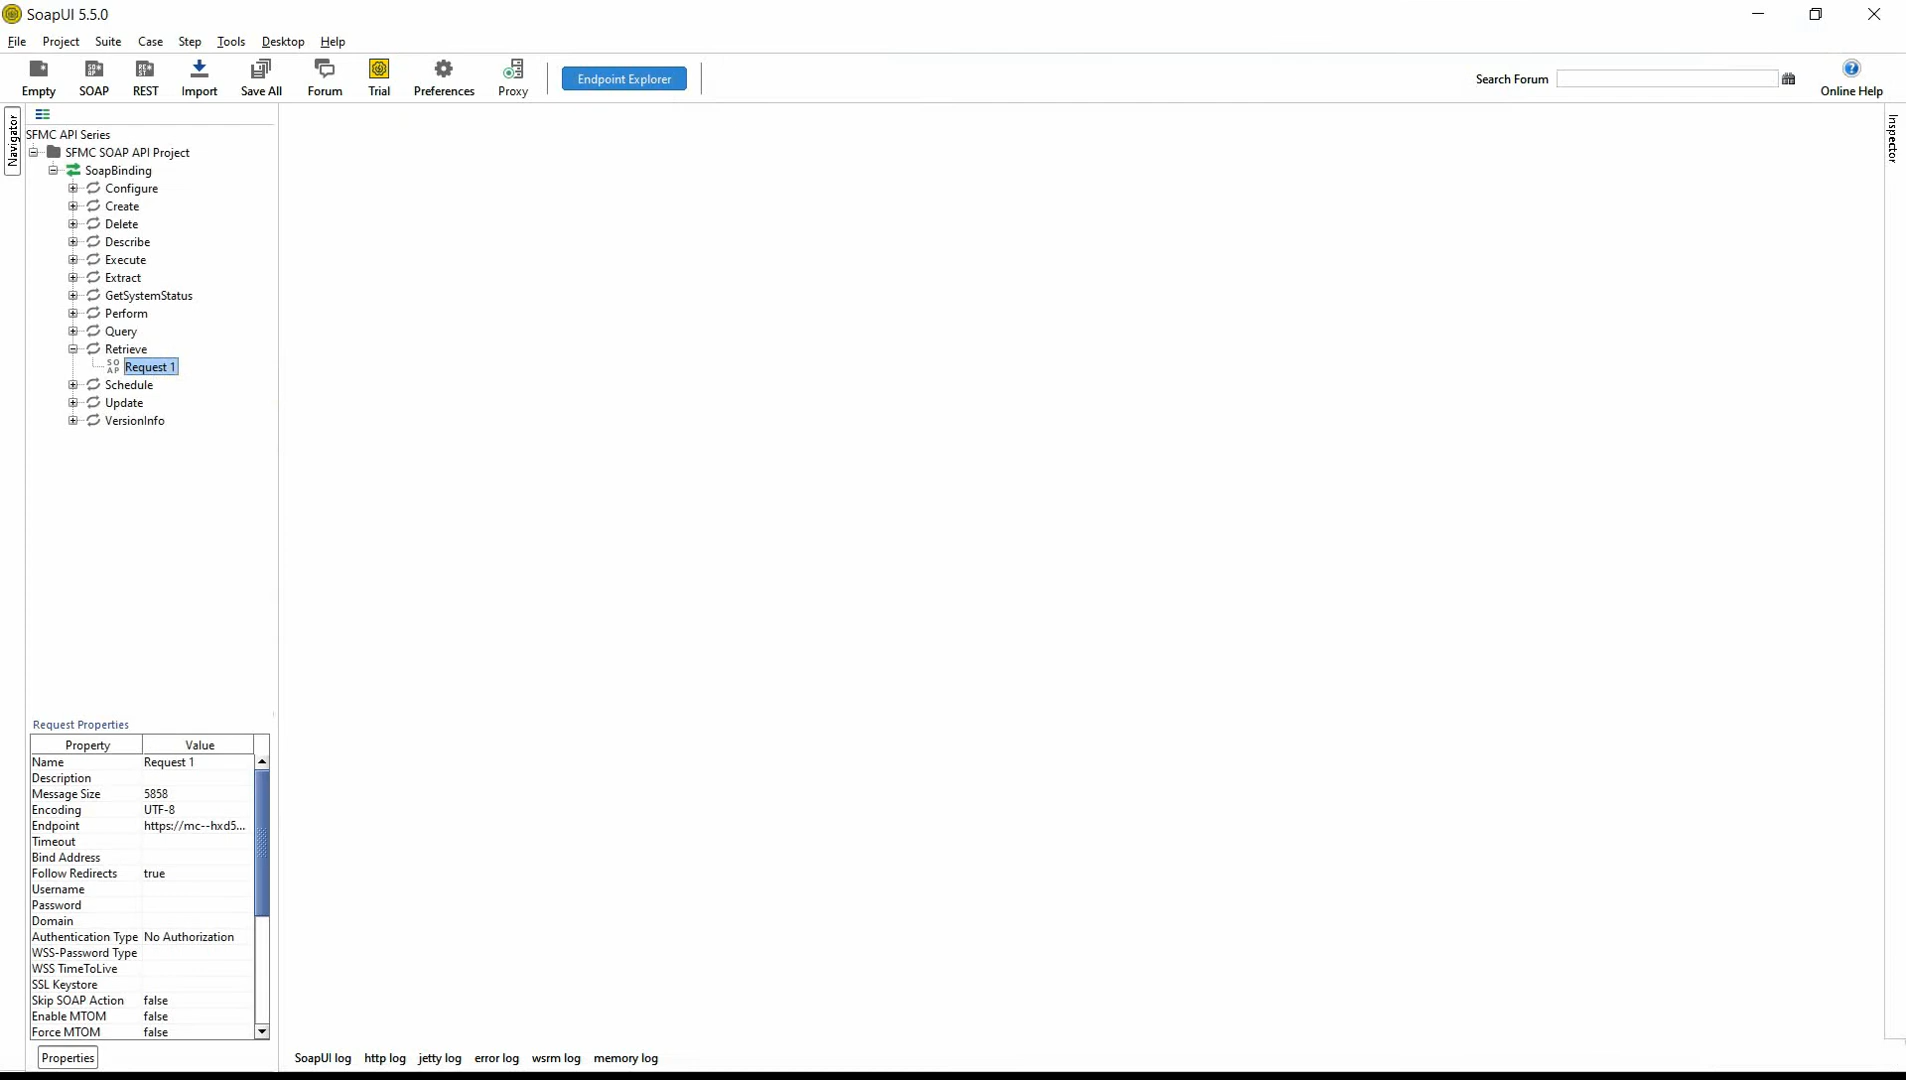 SoapUI 5.5.0
File Project Suite Case Step Tools Desktop Help
Empty SOAP REST Import Save All Forum Trial Preferences Proxy Endpoint Explorer Search Forum Online Help
Navigator
Inspector
SFMC API Series
SFMC SOAP API Project
SoapBinding
Configure
Create
Delete
Describe
Execute
Extract
GetSystemStatus
Perform
Query
Retrieve
Request 1
Schedule
Update
VersionInfo
Request Properties
Property Value
Name Request 1
Description
Message Size 5858
Encoding UTF-8
Endpoint https://mc--hxd5...
Timeout
Bind Address
Follow Redirects true
Username
Password
Domain
Authentication Type No Authorization
WSS-Password Type
WSS TimeToLive
SSL Keystore
Skip SOAP Action false
Enable MTOM false
Force MTOM false
Properties
SoapUI log http log jetty log error log wsrm log memory log